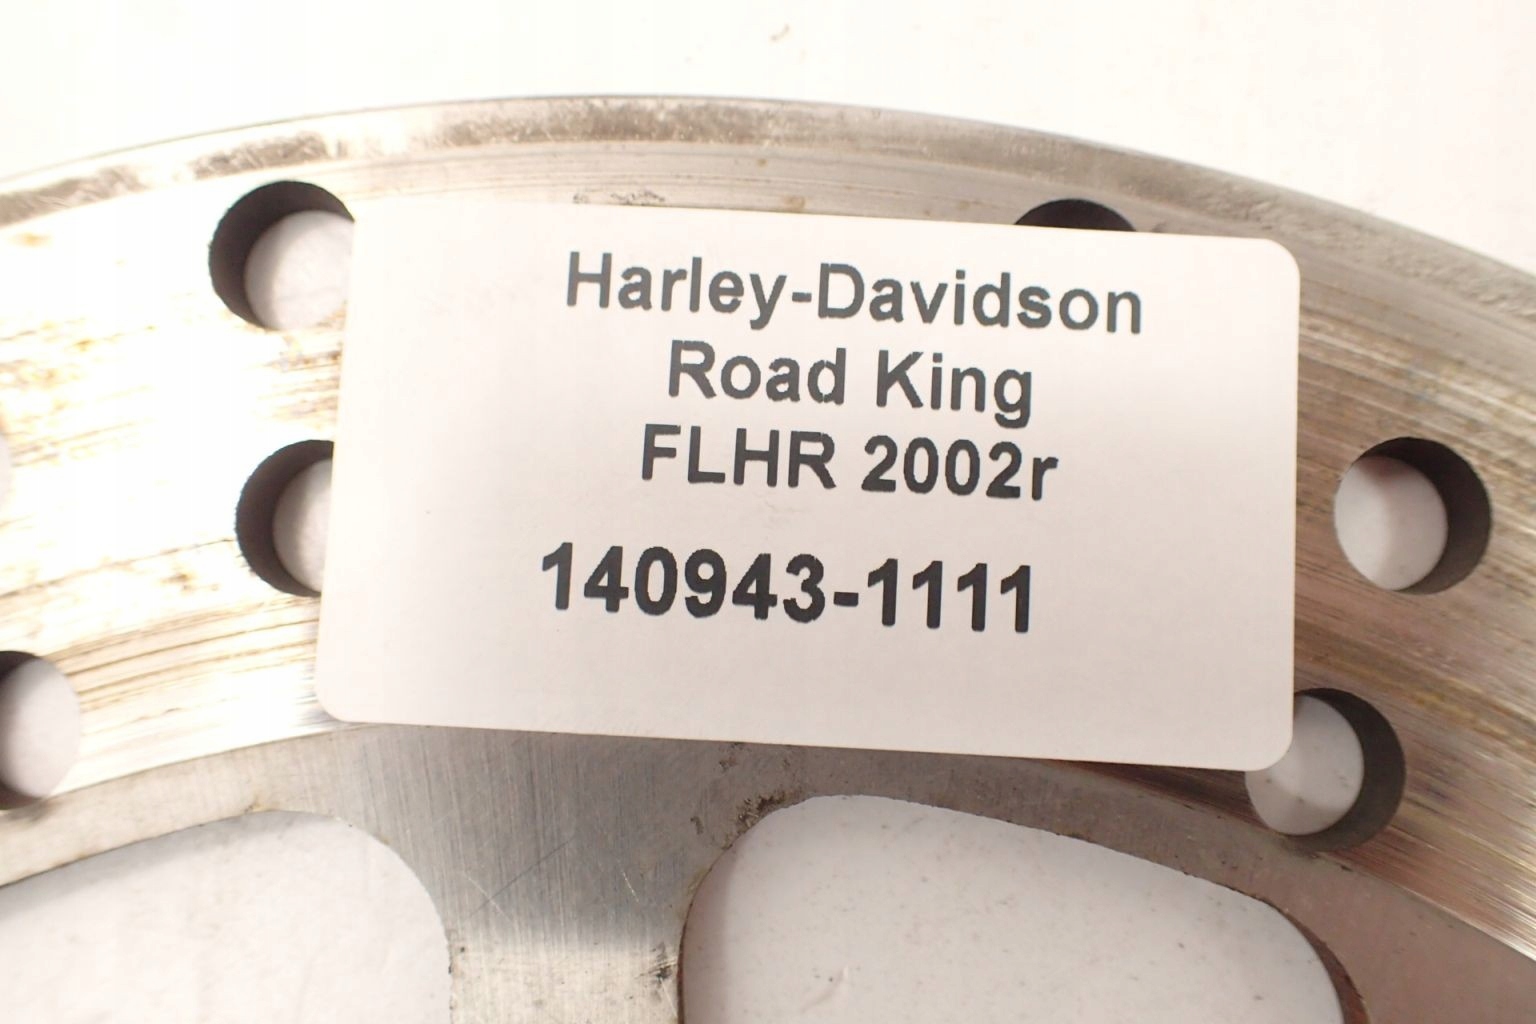 Harley-Davidson
Road King
FLHR 2002r
140943-1111